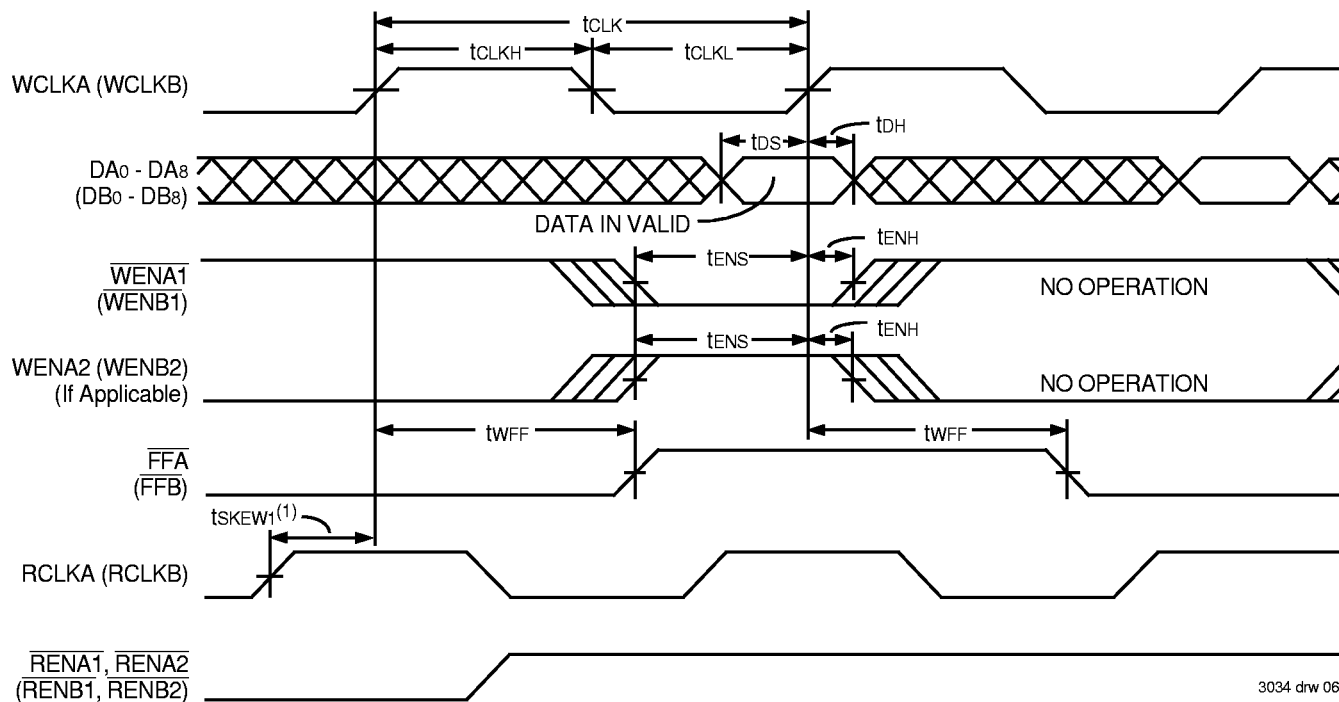 tCLK
tCLKH
tCLKL
WCLKA (WCLKB)
tDH
tDS
DA0 - DA8
(DB0 - DB8)
DATA IN VALID
tENH
WENA1
(WENB1)
tENS
NO OPERATION
tENH
tENS
WENA2 (WENB2)
(If Applicable)
NO OPERATION
tWFF
tWFF
FFA
(FFB)
tSKEW1(1)
RCLKA (RCLKB)
RENA1, RENA2
(RENB1, RENB2)
3034 drw 06